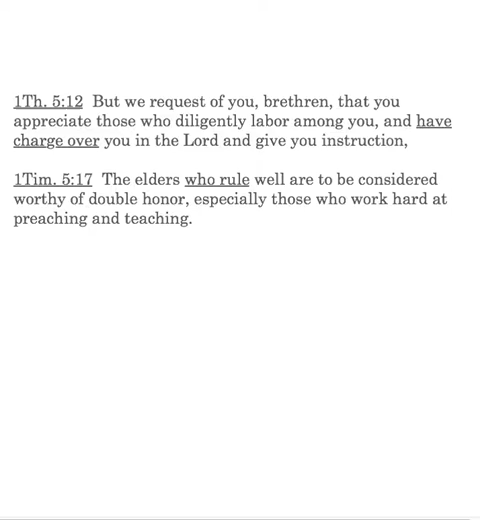 1Th. 5:12  But we request of you, brethren, that you
appreciate those who diligently labor among you, and have
charge over you in the Lord and give you instruction,
1Tim. 5:17  The elders who rule well are to be considered
worthy of double honor, especially those who work hard at
preaching and teaching.